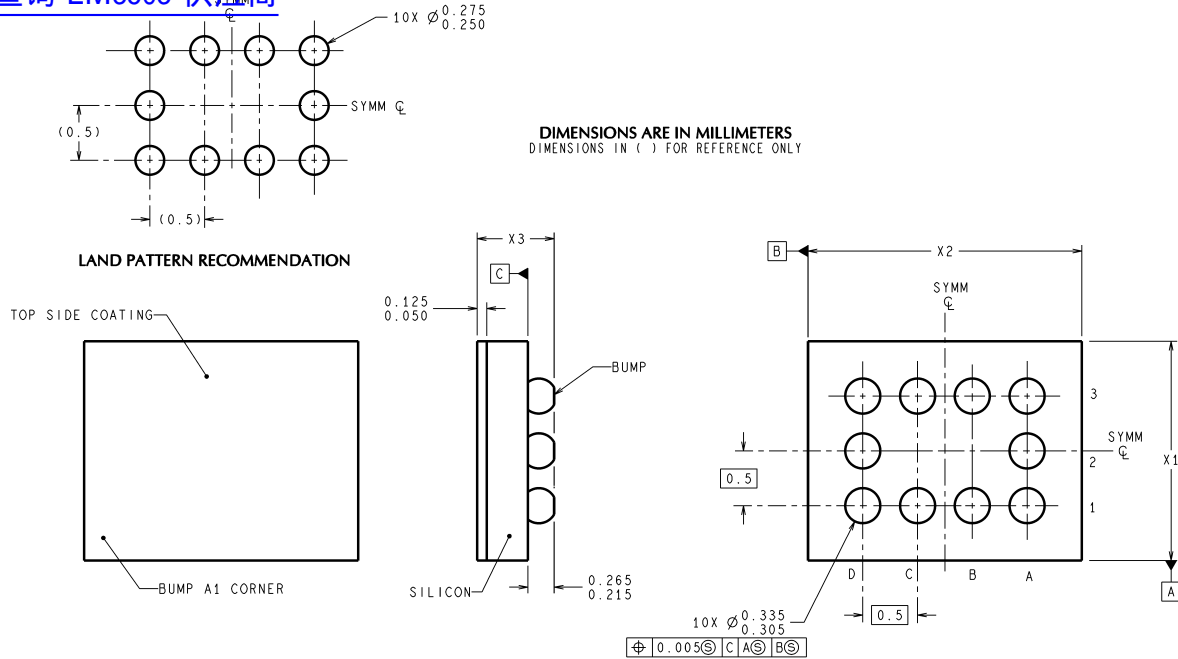 10X Ø 0.275
0.250
SYMM ℄
(0.5)
(0.5)
DIMENSIONS ARE IN MILLIMETERS
DIMENSIONS IN ( ) FOR REFERENCE ONLY
LAND PATTERN RECOMMENDATION
TOP SIDE COATING
BUMP A1 CORNER
X3
C
0.125
0.050
BUMP
SILICON
0.265
0.215
B
X2
SYMM
℄
3
SYMM
℄
2
X1
0.5
1
D C B A
A
0.5
10X Ø 0.335
0.305
⌖ 0.005Ⓢ C AⓈ BⓈ